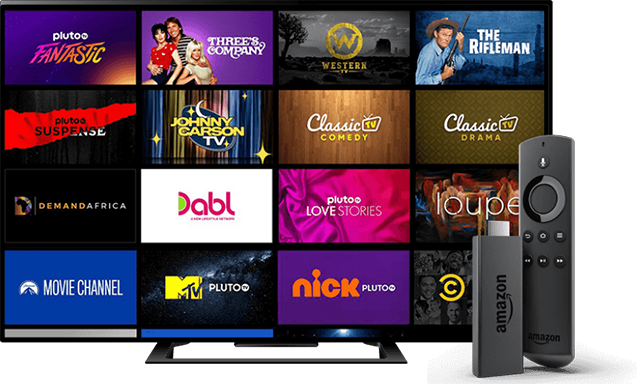 pluto tv
FANTASTIC
THREE'S
COMPANY
WESTERN
TV
THE
RIFLEMAN
pluto tv
SUSPENSE
JOHNNY
CARSON
TV
Classic TV
COMEDY
Classic TV
DRAMA
DEMANDAFRICA
Dabl
A NEW LIFESTYLE NETWORK
pluto tv
LOVE STORIES
loupe
MOVIE CHANNEL
MTV PLUTO tv
nick PLUTO tv
amazon
amazon